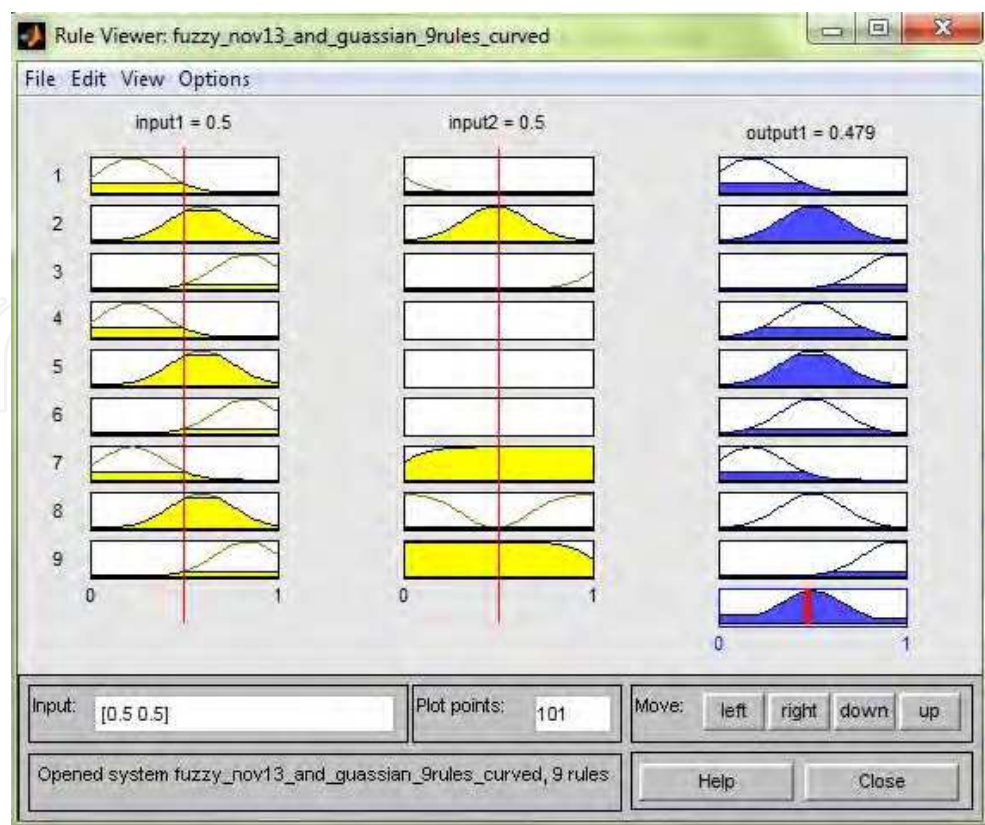 Rule Viewer: fuzzy_nov13_and_guassian_9rules_curved
File Edit View Options
input1 = 0.5
input2 = 0.5
output1 = 0.479
1
2
3
4
5
6
7
8
9
0 1
0 1
0 1
Input: [0.5 0.5]
Plot points: 101
Move: left right down up
Opened system fuzzy_nov13_and_guassian_9rules_curved, 9 rules
Help Close